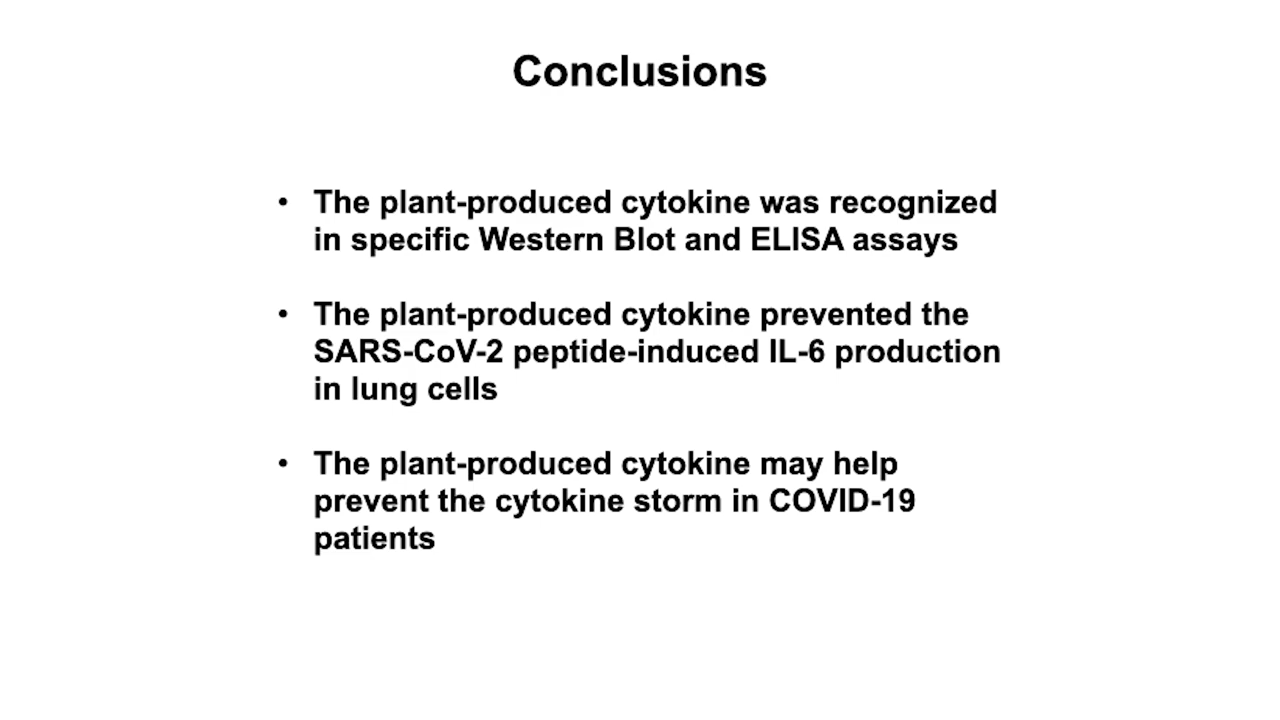 Conclusions
• The plant-produced cytokine was recognized
in specific Western Blot and ELISA assays
• The plant-produced cytokine prevented the
SARS-CoV-2 peptide-induced IL-6 production
in lung cells
• The plant-produced cytokine may help
prevent the cytokine storm in COVID-19
patients